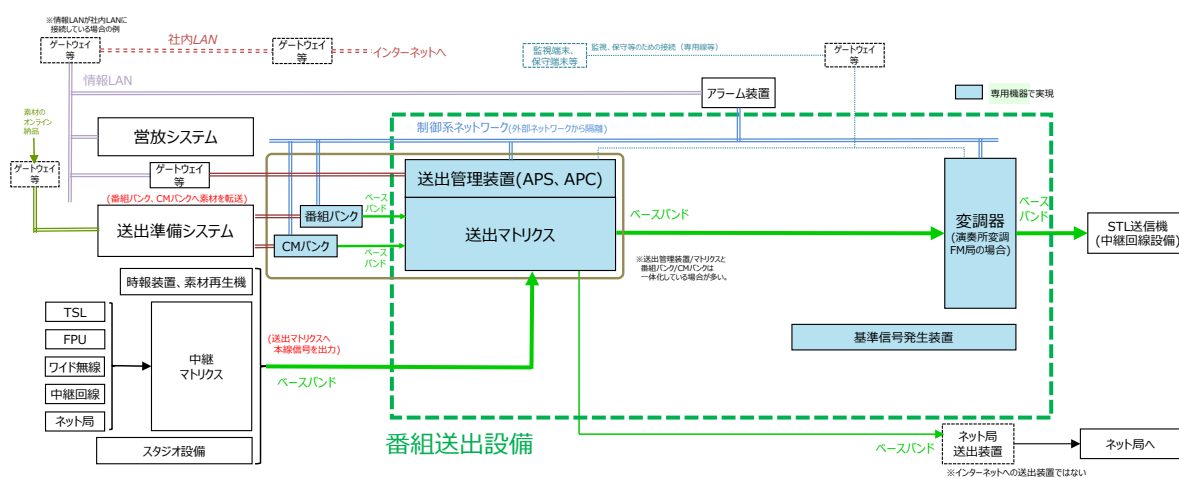 ※情報LANが社内LANに
接続している場合の例
ゲートウェイ
等
社内LAN
ゲートウェイ
等
インターネットへ
監視端末、
保守端末等
監視、保守等のための接続（専用線等）
ゲートウェイ
等
情報LAN
アラーム装置
専用機器で実現
素材の
オンライン
納品
営放システム
制御系ネットワーク(外部ネットワークから隔離)
ゲートウェイ
等
ゲートウェイ
等
送出管理装置(APS、APC)
変調器
(演奏所変調
FM局の場合)
(番組バンク、CMバンクへ素材を転送)
送出準備システム
番組バンク
ベース
バンド
CMバンク
ベース
バンド
送出マトリクス
ベースバンド
ベース
バンド
STL送信機
(中継回線設備)
※送出管理装置/マトリクスと
番組バンク/CMバンクは
一体化している場合が多い。
時報装置、素材再生機
TSL
FPU
ワイド無線
中継回線
ネット局
中継
マトリクス
(送出マトリクスへ
本線信号を出力)
ベースバンド
基準信号発生装置
スタジオ設備
番組送出設備
ベースバンド
ネット局
送出装置
ネット局へ
※インターネットへの送出装置ではない